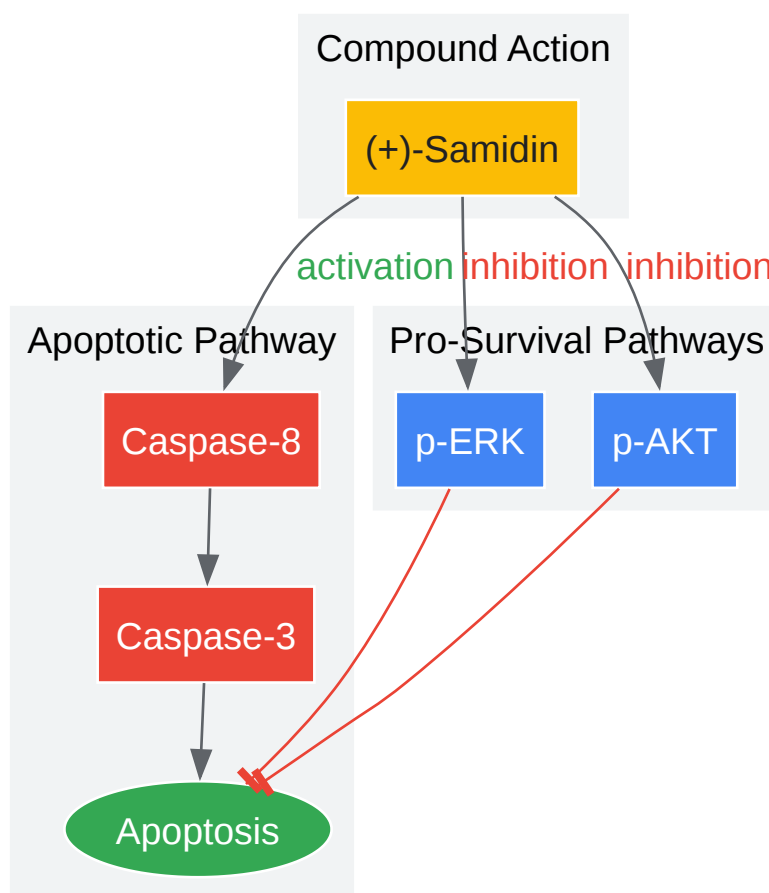 Compound Action
(+)-Samidin
activation inhibition inhibition
Apoptotic Pathway
Pro-Survival Pathways
Caspase-8
p-ERK
p-AKT
Caspase-3
Apoptosis